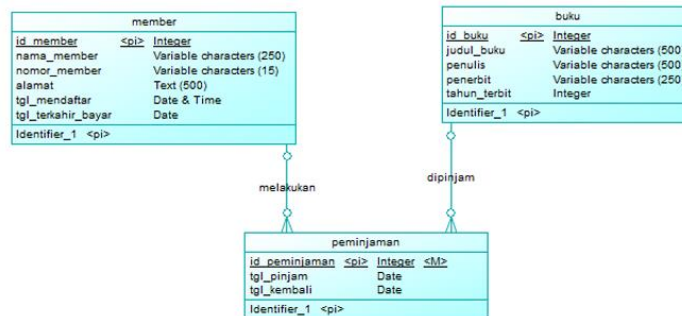 member
id_member <pi> Integer
nama_member Variable characters (250)
nomor_member Variable characters (15)
alamat Text (500)
tgl_mendaftar Date & Time
tgl_terkahir_bayar Date
Identifier_1 <pi>
buku
id_buku <pi> Integer
judul_buku Variable characters (500)
penulis Variable characters (500)
penerbit Variable characters (250)
tahun_terbit Integer
Identifier_1 <pi>
melakukan
dipinjam
peminjaman
id_peminjaman <pi> Integer <M>
tgl_pinjam Date
tgl_kembali Date
Identifier_1 <pi>